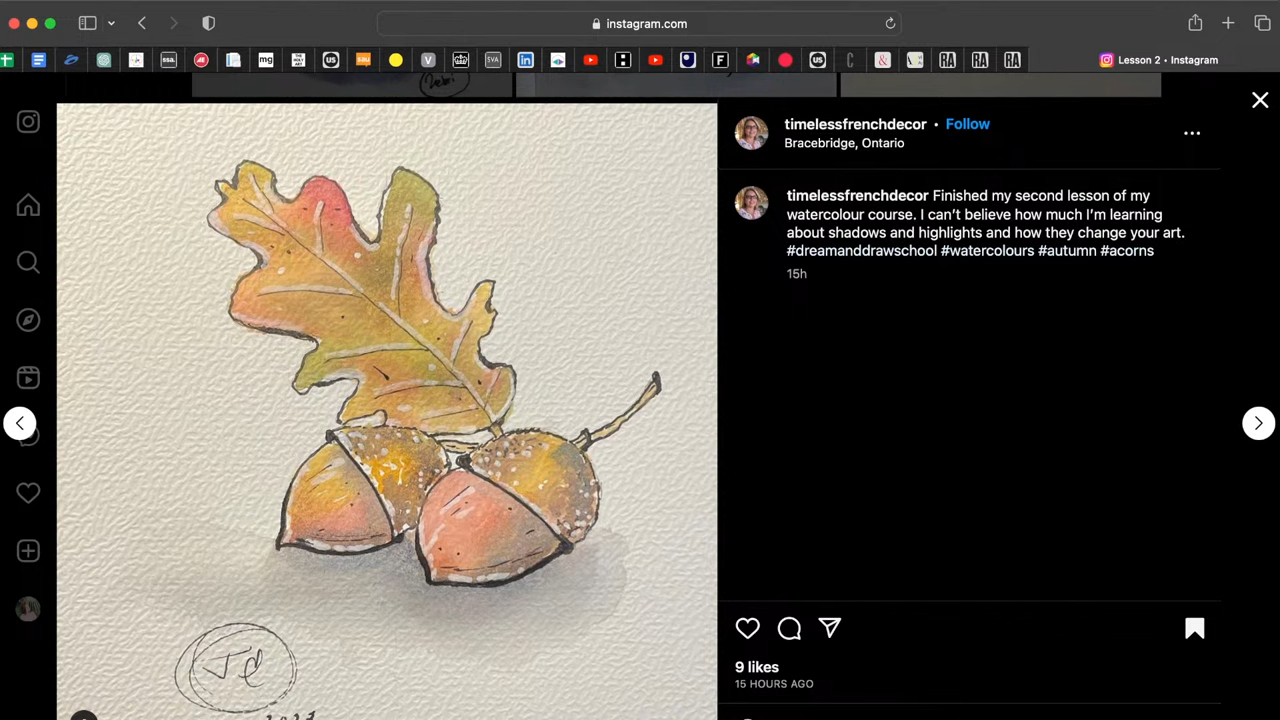 instagram.com
Lesson 2 • Instagram
timelessfrenchdecor • Follow
Bracebridge, Ontario
timelessfrenchdecor Finished my second lesson of my
watercolour course. I can’t believe how much I’m learning
about shadows and highlights and how they change your art.
#dreamanddrawschool #watercolours #autumn #acorns
15h
9 likes
15 HOURS AGO